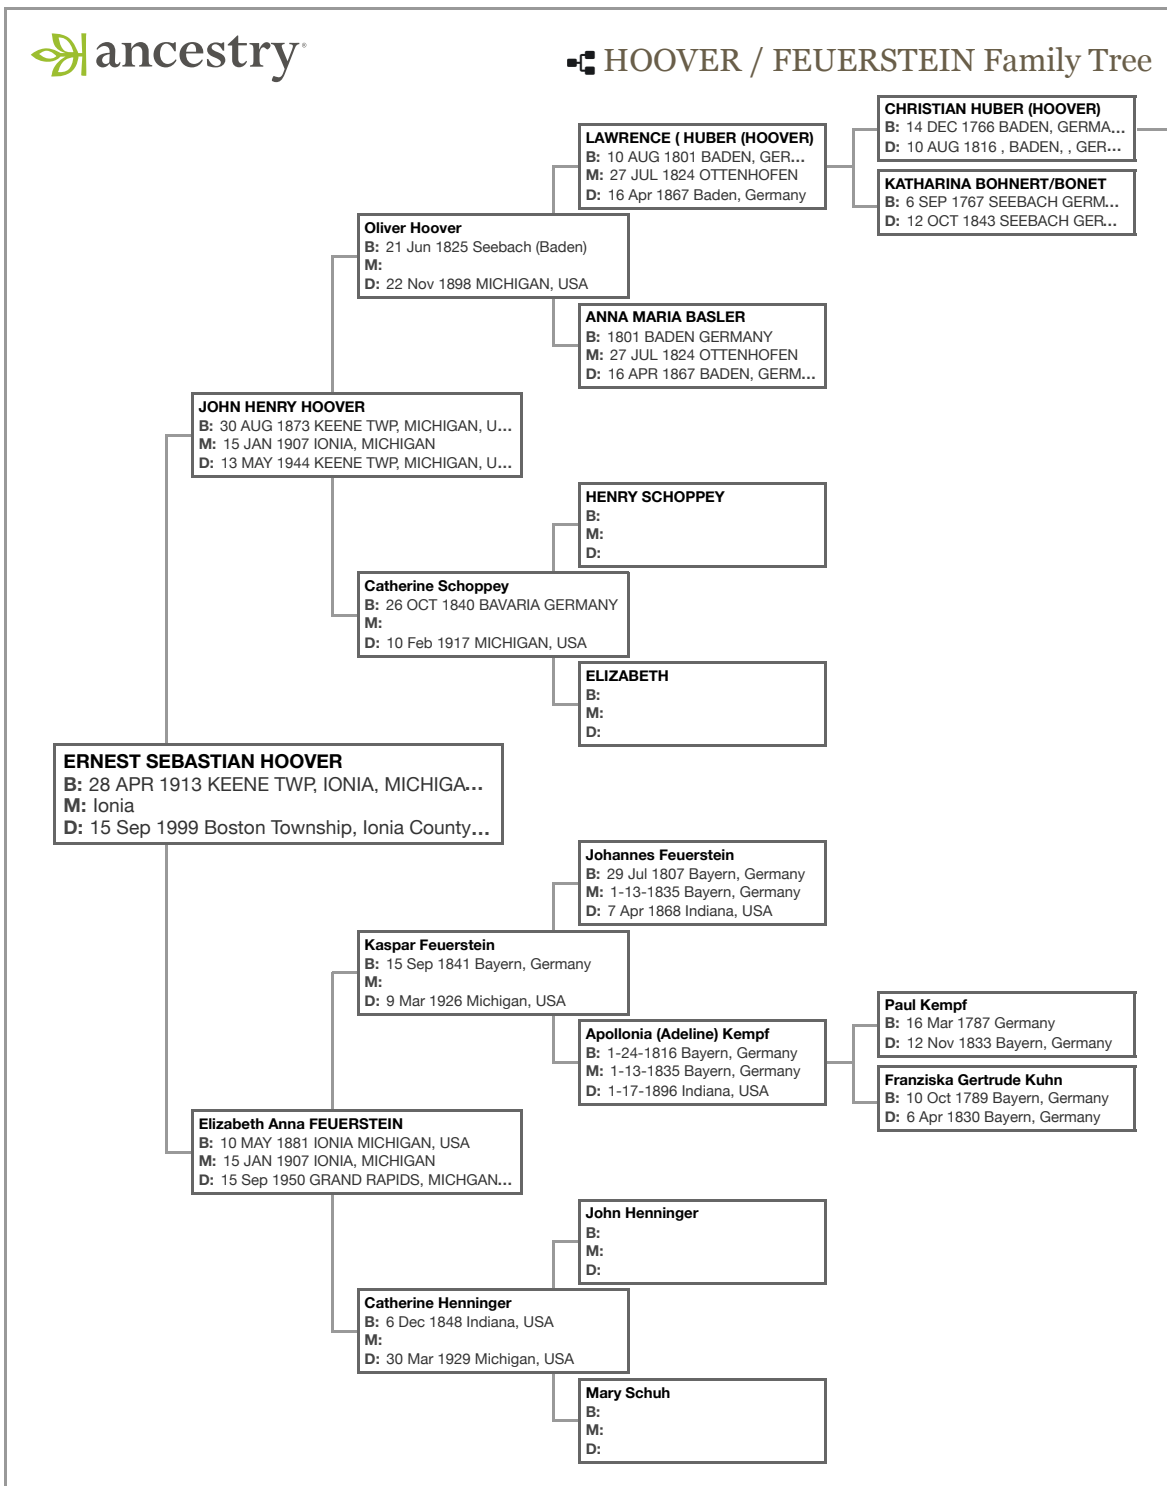 ancestry®
HOOVER / FEUERSTEIN Family Tree
CHRISTIAN HUBER (HOOVER)
B: 14 DEC 1766 BADEN, GERMA...
D: 10 AUG 1816 , BADEN, , GER...
LAWRENCE ( HUBER (HOOVER)
B: 10 AUG 1801 BADEN, GER...
M: 27 JUL 1824 OTTENHOFEN
D: 16 Apr 1867 Baden, Germany
KATHARINA BOHNERT/BONET
B: 6 SEP 1767 SEEBACH GERM...
D: 12 OCT 1843 SEEBACH GER...
Oliver Hoover
B: 21 Jun 1825 Seebach (Baden)
M:
D: 22 Nov 1898 MICHIGAN, USA
ANNA MARIA BASLER
B: 1801 BADEN GERMANY
M: 27 JUL 1824 OTTENHOFEN
D: 16 APR 1867 BADEN, GERM...
JOHN HENRY HOOVER
B: 30 AUG 1873 KEENE TWP, MICHIGAN, U...
M: 15 JAN 1907 IONIA, MICHIGAN
D: 13 MAY 1944 KEENE TWP, MICHIGAN, U...
HENRY SCHOPPEY
B:
M:
D:
Catherine Schoppey
B: 26 OCT 1840 BAVARIA GERMANY
M:
D: 10 Feb 1917 MICHIGAN, USA
ELIZABETH
B:
M:
D:
ERNEST SEBASTIAN HOOVER
B: 28 APR 1913 KEENE TWP, IONIA, MICHIGA...
M: Ionia
D: 15 Sep 1999 Boston Township, Ionia County...
Johannes Feuerstein
B: 29 Jul 1807 Bayern, Germany
M: 1-13-1835 Bayern, Germany
D: 7 Apr 1868 Indiana, USA
Kaspar Feuerstein
B: 15 Sep 1841 Bayern, Germany
M:
D: 9 Mar 1926 Michigan, USA
Paul Kempf
B: 16 Mar 1787 Germany
D: 12 Nov 1833 Bayern, Germany
Apollonia (Adeline) Kempf
B: 1-24-1816 Bayern, Germany
M: 1-13-1835 Bayern, Germany
D: 1-17-1896 Indiana, USA
Franziska Gertrude Kuhn
B: 10 Oct 1789 Bayern, Germany
D: 6 Apr 1830 Bayern, Germany
Elizabeth Anna FEUERSTEIN
B: 10 MAY 1881 IONIA MICHIGAN, USA
M: 15 JAN 1907 IONIA, MICHIGAN
D: 15 Sep 1950 GRAND RAPIDS, MICHGAN...
John Henninger
B:
M:
D:
Catherine Henninger
B: 6 Dec 1848 Indiana, USA
M:
D: 30 Mar 1929 Michigan, USA
Mary Schuh
B:
M:
D: